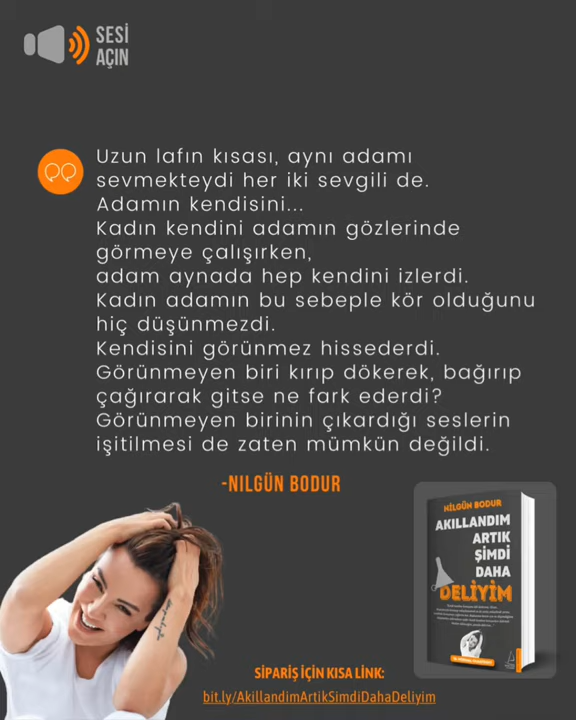 SESİ
AÇIN
Uzun lafın kısası, aynı adamı
sevmekteydi her iki sevgili de.
Adamın kendisini...
Kadın kendini adamın gözlerinde
görmeye çalışırken,
adam aynada hep kendini izlerdi.
Kadın adamın bu sebeple kör olduğunu
hiç düşünmezdi.
Kendisini görünmez hissederdi.
Görünmeyen biri kırıp dökerek, bağırıp
çağırarak gitse ne fark ederdi?
Görünmeyen birinin çıkardığı seslerin
işitilmesi de zaten mümkün değildi.
-NILGÜN BODUR
NİLGÜN BODUR
AKILLANDIM
ARTIK
ŞİMDİ
DAHA
DELİYİM
SİPARİŞ İÇİN KISA LİNK:
bit.ly/AkillandimArtikSimdiDahaDeliyim